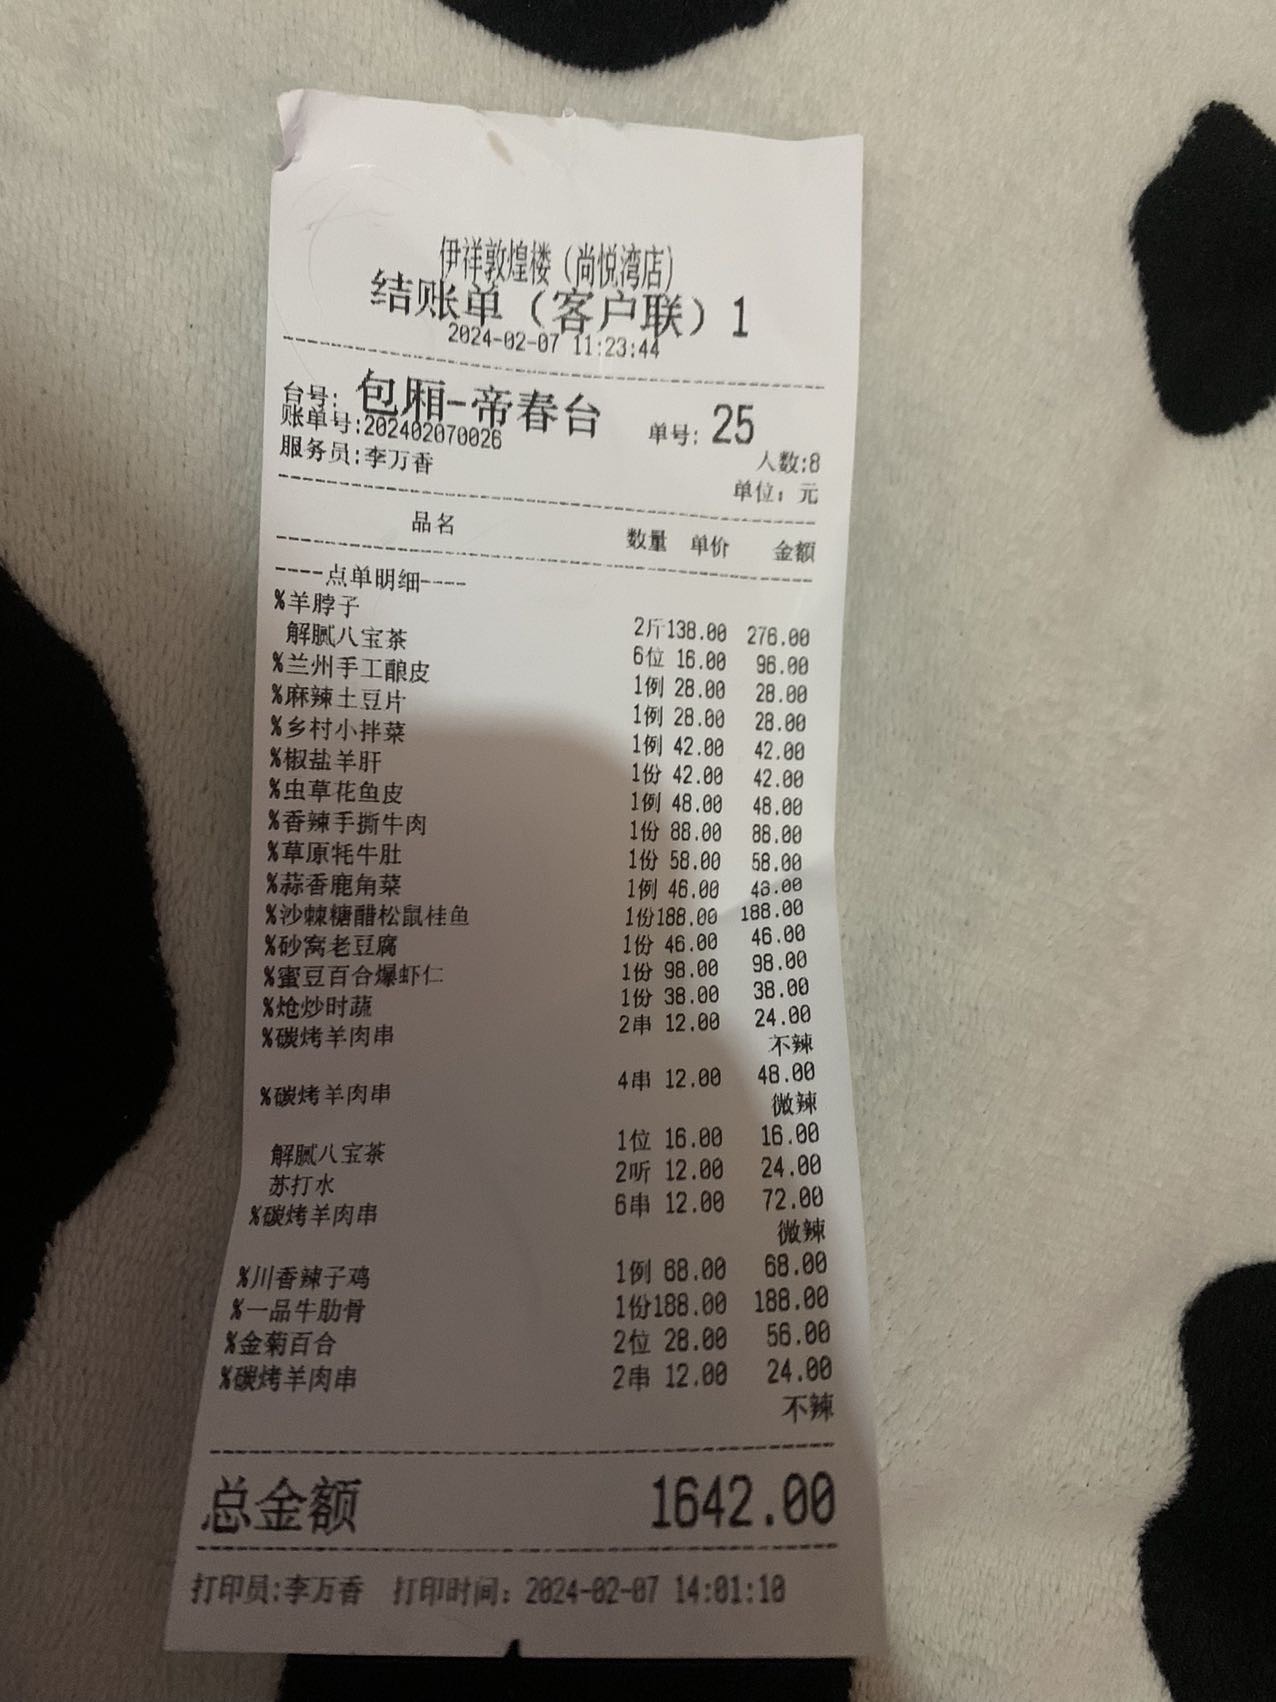 伊祥敦煌楼（尚悦湾店）
结账单（客户联）1
2024-02-07 11:23:44
台号: 包厢-帝春台 单号: 25
账单号:202402070026
人数:8
服务员:李万香
单位：元
品名 数量 单价 金额
----点单明细----
%羊脖子 2斤 138.00 276.00
解腻八宝茶 6位 16.00 96.00
%兰州手工酿皮 1例 28.00 28.00
%麻辣土豆片 1例 28.00 28.00
%乡村小拌菜 1例 42.00 42.00
%椒盐羊肝 1份 42.00 42.00
%虫草花鱼皮 1例 48.00 48.00
%香辣手撕牛肉 1份 88.00 88.00
%草原牦牛肚 1份 58.00 58.00
%蒜香鹿角菜 1例 46.00 46.00
%沙棘糖醋松鼠桂鱼 1份 188.00 188.00
%砂窝老豆腐 1份 46.00 46.00
%蜜豆百合爆虾仁 1份 98.00 98.00
%炝炒时蔬 1份 38.00 38.00
%碳烤羊肉串 2串 12.00 24.00
不辣
%碳烤羊肉串 4串 12.00 48.00
微辣
解腻八宝茶 1位 16.00 16.00
苏打水 2听 12.00 24.00
%碳烤羊肉串 6串 12.00 72.00
微辣
%川香辣子鸡 1例 68.00 68.00
%一品牛肋骨 1份 188.00 188.00
%金菊百合 2位 28.00 56.00
%碳烤羊肉串 2串 12.00 24.00
不辣
总金额 1642.00
打印员:李万香 打印时间：2024-02-07 14:01:10